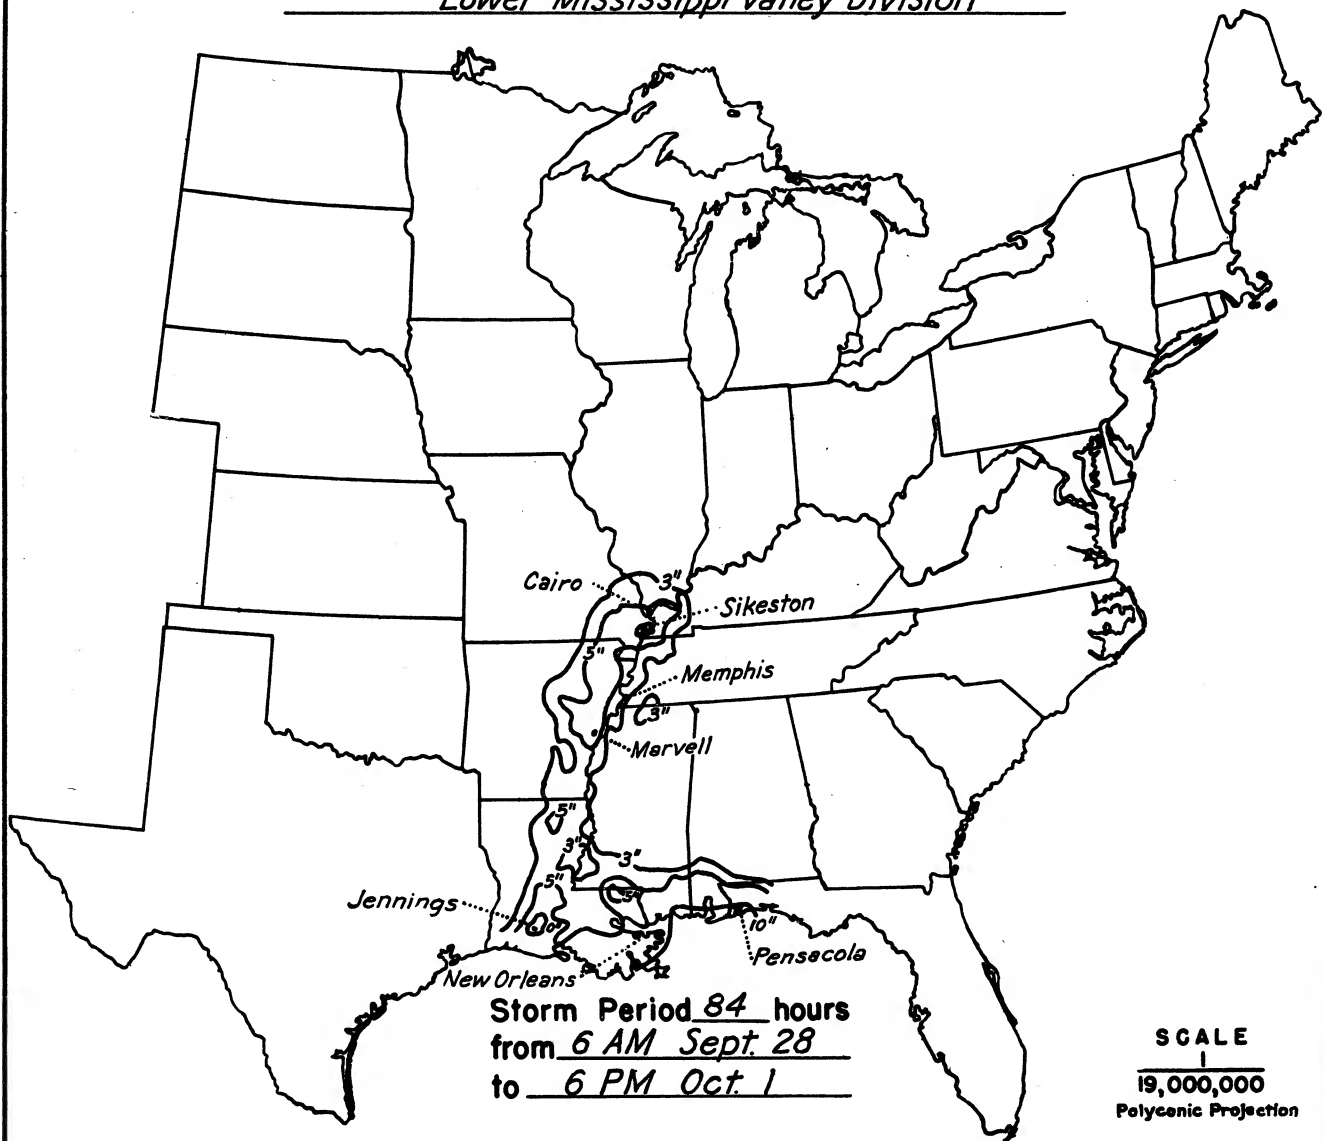 Lower Mississippi Valley Division
Cairo
3"
Sikeston
5"
Memphis
3"
Marvell
5"
3"
3"
5"
Jennings
5"
10"
10"
Pensacola
New Orleans
Storm Period 84 hours
from 6 AM Sept. 28
to 6 PM Oct. 1
SCALE
1
19,000,000
Polyconic Projection